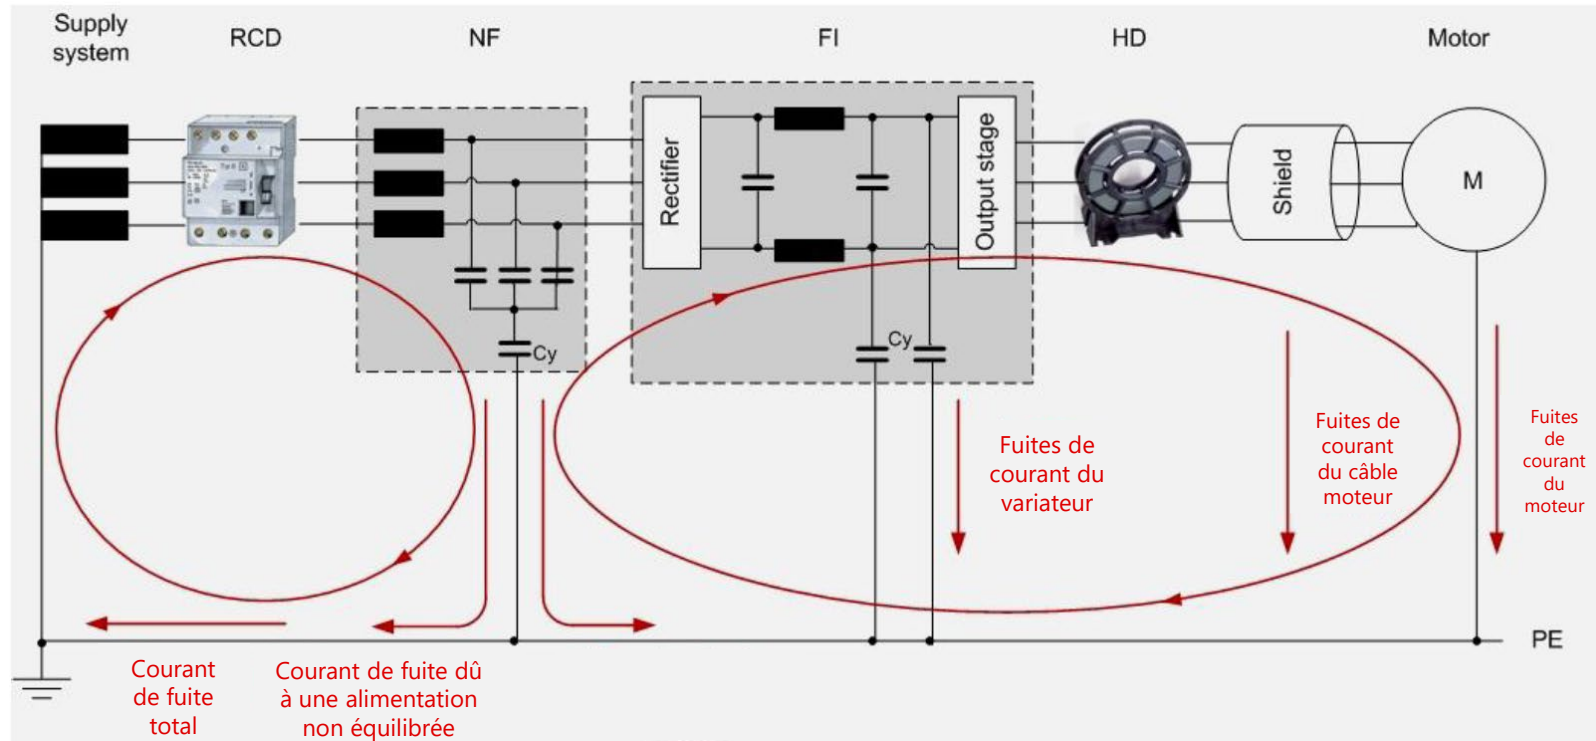 Supply
system
RCD
NF
FI
HD
Motor
Rectifier
Output stage
Shield
M
Cy
Cy
Fuites de
courant du
variateur
Fuites de
courant
du câble
moteur
Fuites
de
courant
du
moteur
PE
Courant
de fuite
total
Courant de fuite dû
à une alimentation
non équilibrée